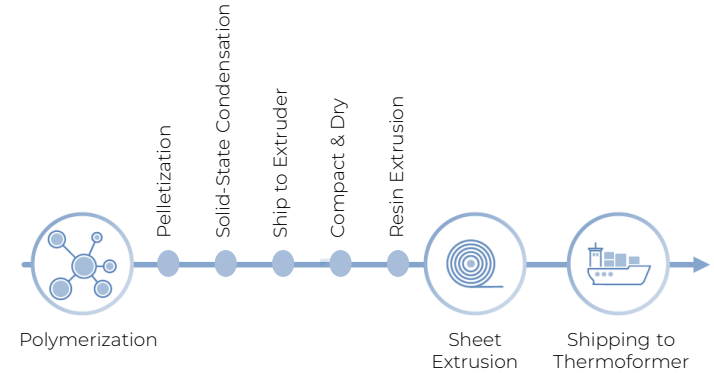 Polymerization
Pelletization
Solid-State Condensation
Ship to Extruder
Compact & Dry
Resin Extrusion
Sheet
Extrusion
Shipping to
Thermoformer